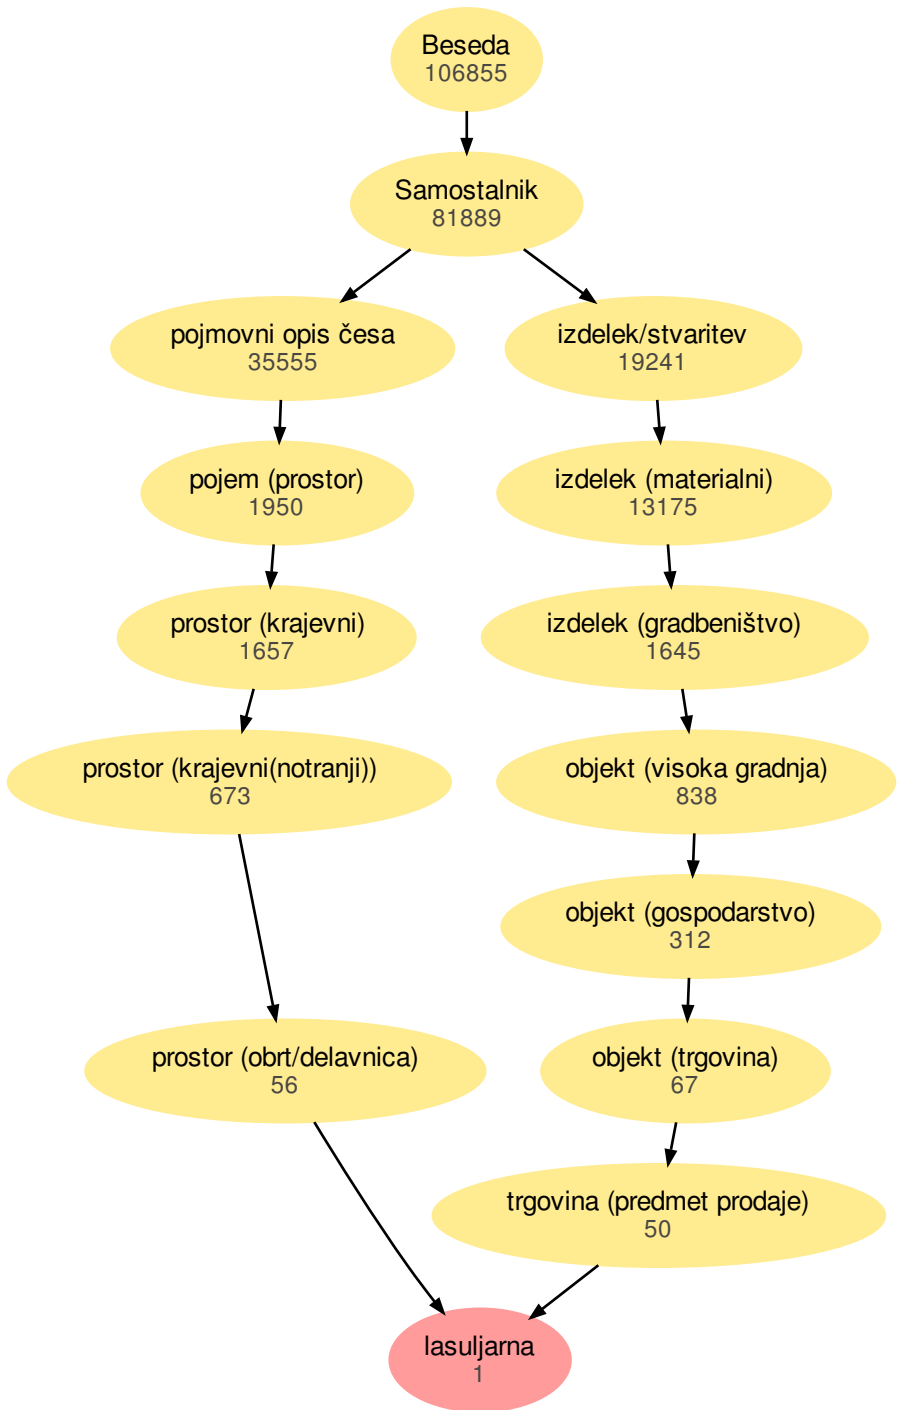 Beseda
106855
Samostalnik
81889
pojmovni opis česa
35555
izdelek/stvaritev
19241
pojem (prostor)
1950
izdelek (materialni)
13175
prostor (krajevni)
1657
izdelek (gradbeništvo)
1645
prostor (krajevni(notranji))
673
objekt (visoka gradnja)
838
objekt (gospodarstvo)
312
prostor (obrt/delavnica)
56
objekt (trgovina)
67
trgovina (predmet prodaje)
50
lasuljarna
1